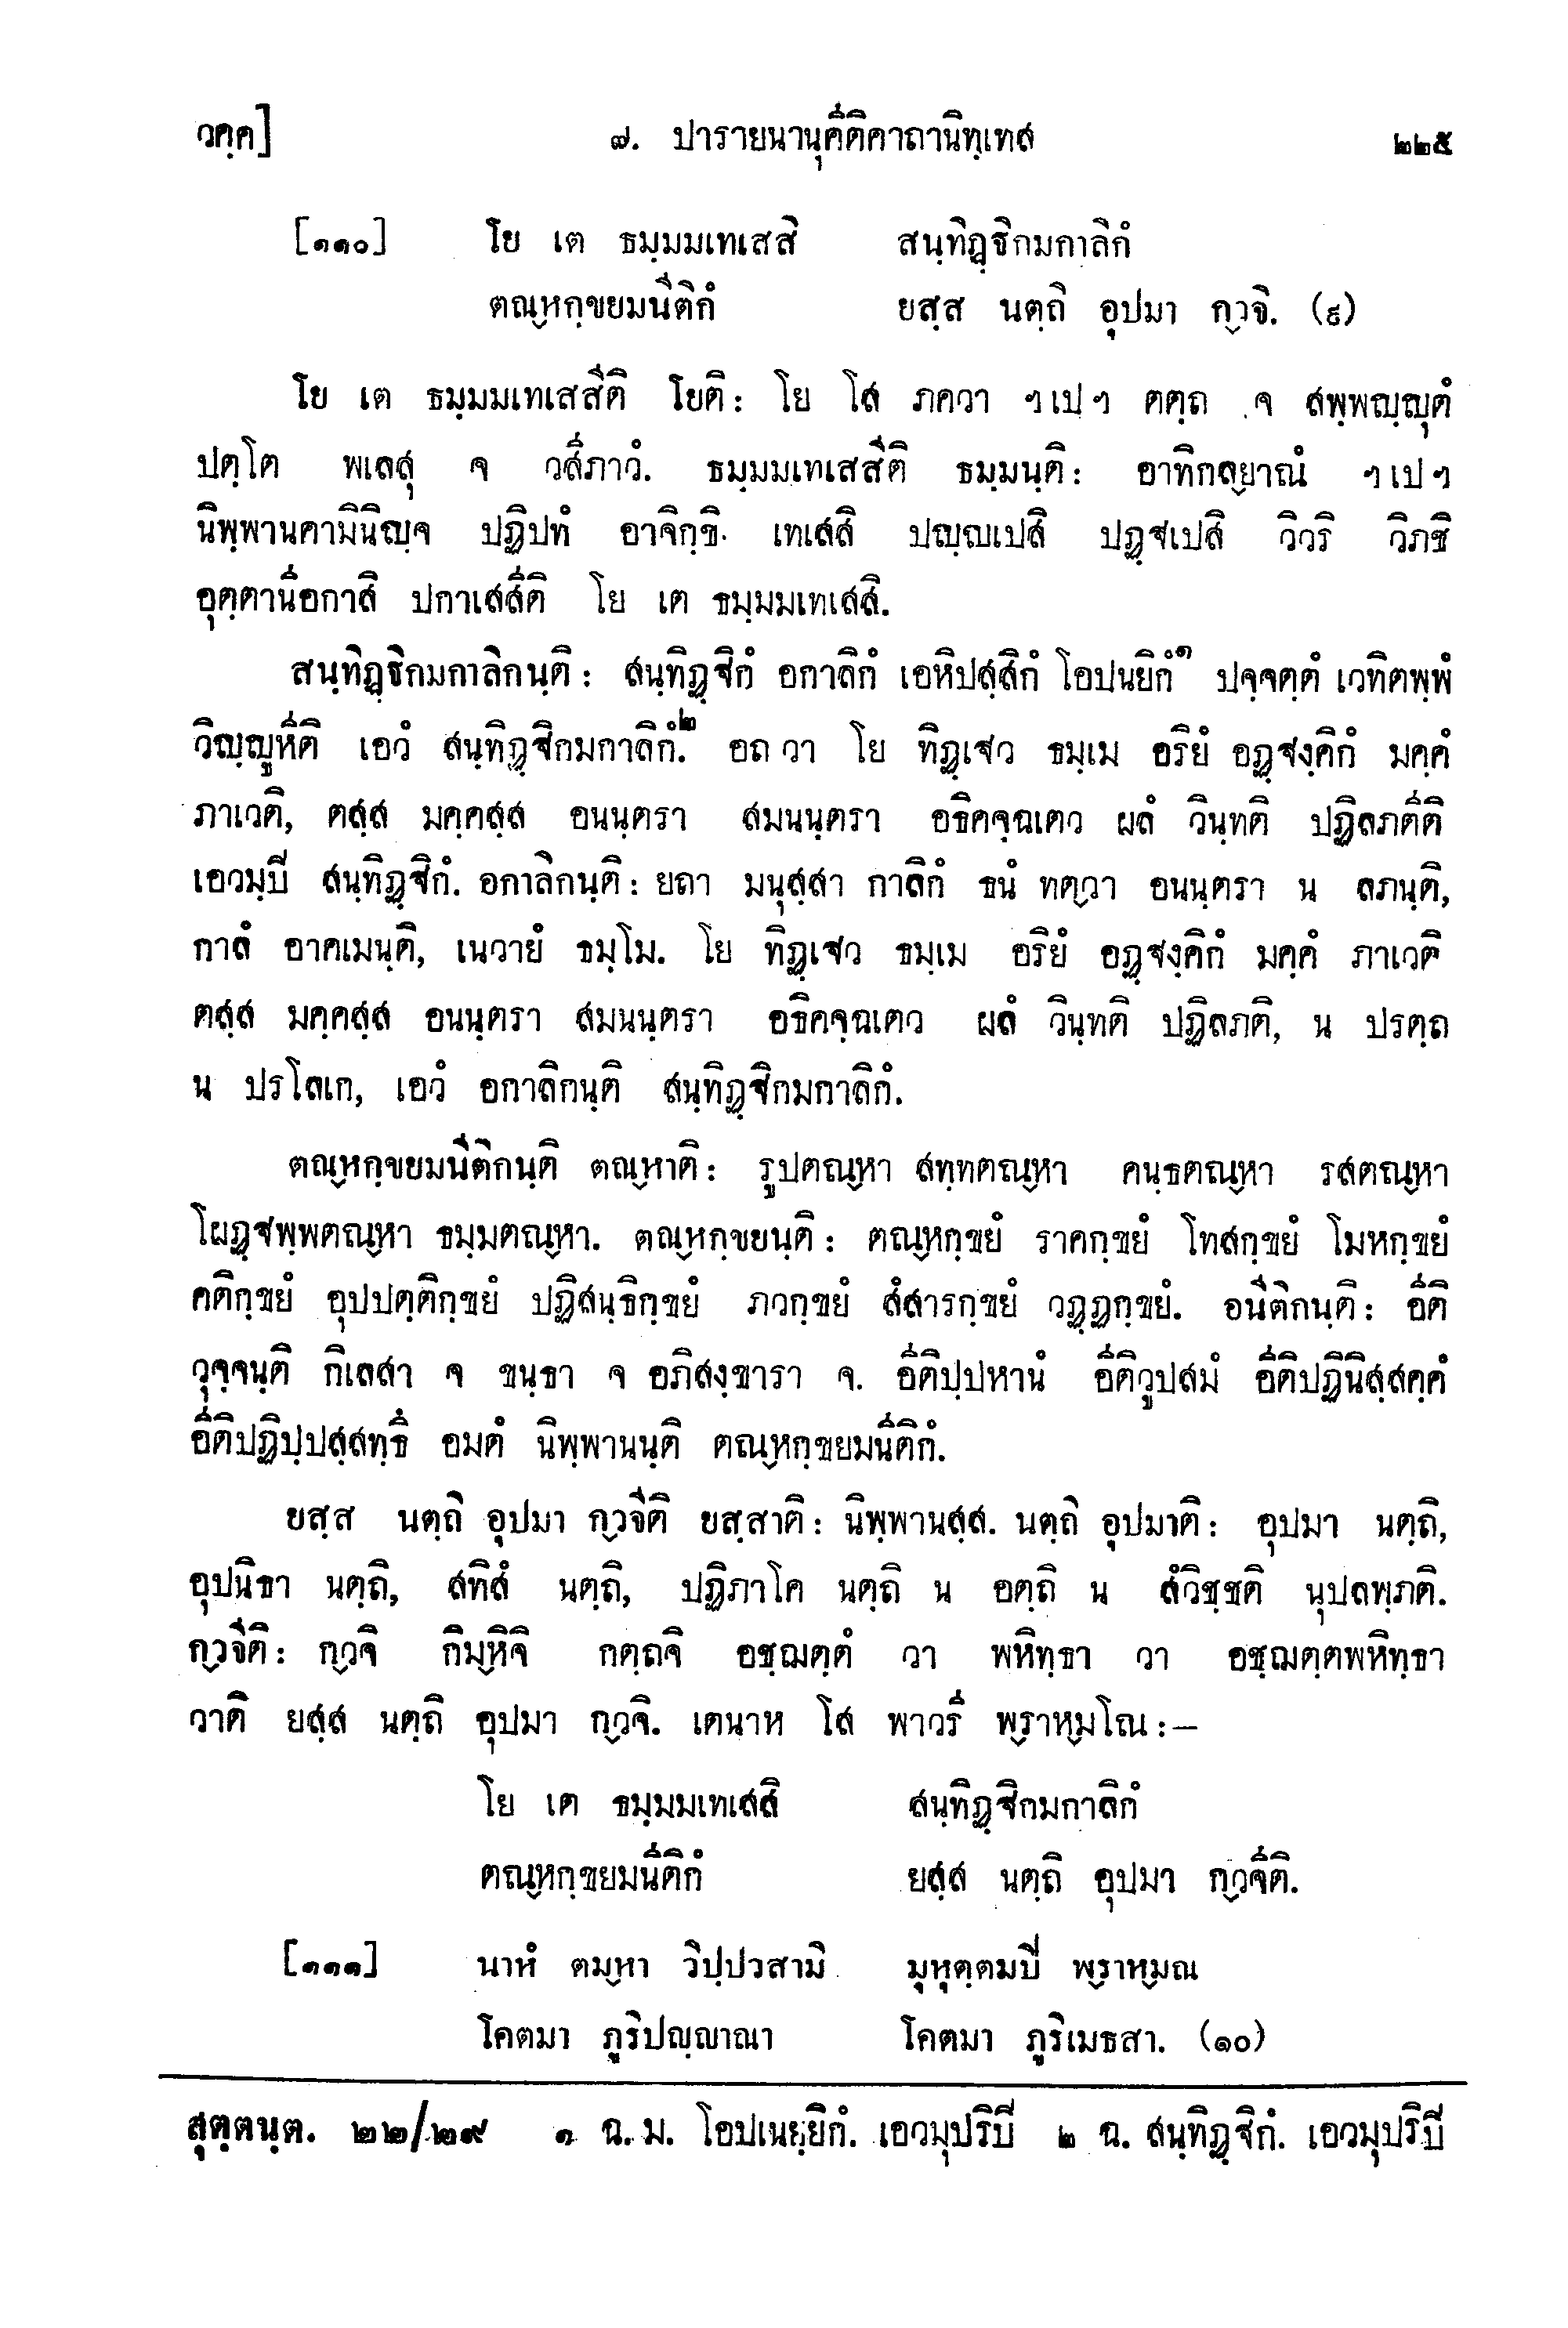 วคฺค] ๗. ปารายนานุคีติคาถานิทฺเทส ๒๒๕
[๑๑๐] โย เต ธมฺมมเทเสสิ สนฺทิฏฺฐิกมกาลิกํ
ตณฺหกฺขยมนีติกํ ยสฺส นตฺถิ อุปมา กฺวจิ. (๙)
โย เต ธมฺมมเทเสสีติ โยติ: โย โส ภควา ฯเปฯ ตตฺถ จ สพฺพญฺญุตํ
ปตฺโต พเลสุ จ วสีภาวํ. ธมฺมมเทเสสีติ ธมฺมนฺติ: อาทิกลฺยาณํ ฯเปฯ
นิพฺพานคามินิญฺจ ปฏิปทํ อาจิกฺขิ เทเสสิ ปญฺญเปสิ ปฏฺฐเปสิ วิวริ วิภชิ
อุตฺตานีอกาสิ ปกาเสสีติ โย เต ธมฺมมเทเสสิ.
สนฺทิฏฺฐิกมกาลิกนฺติ: สนฺทิฏฺฐิกํ อกาลิกํ เอหิปสฺสิกํ โอปนยิกํ๑ ปจฺจตฺตํ เวทิตพฺพํ
วิญฺญูหีติ เอวํ สนฺทิฏฺฐิกมกาลิกํ.๒ อถ วา โย ทิฏฺเฐว ธมฺเม อริยํ อฏฺฐงฺคิกํ มคฺคํ
ภาเวติ, ตสฺส มคฺคสฺส อนนฺตรา สมนนฺตรา อธิคจฺฉเตว ผลํ วินฺทติ ปฏิลภตีติ
เอวมฺปี สนฺทิฏฺฐิกํ. อกาลิกนฺติ: ยถา มนุสฺสา กาลิกํ ธนํ ทตฺวา อนนฺตรา น ลภนฺติ,
กาลํ อาคเมนฺติ, เนวายํ ธมฺโม. โย ทิฏฺเฐว ธมฺเม อริยํ อฏฺฐงฺคิกํ มคฺคํ ภาเวติ
ตสฺส มคฺคสฺส อนนฺตรา สมนนฺตรา อธิคจฺฉเตว ผลํ วินฺทติ ปฏิลภติ, น ปรตฺถ
น ปรโลเก, เอวํ อกาลิกนฺติ สนฺทิฏฺฐิกมกาลิกํ.
ตณฺหกฺขยมนีติกนฺติ ตณฺหาติ: รูปตณฺหา สทฺทตณฺหา คนฺธตณฺหา รสตณฺหา
โผฏฺฐพฺพตณฺหา ธมฺมตณฺหา. ตณฺหกฺขยนฺติ: ตณฺหกฺขยํ ราคกฺขยํ โทสกฺขยํ โมหกฺขยํ
คติกฺขยํ อุปปตฺติกฺขยํ ปฏิสนฺธิกฺขยํ ภวกฺขยํ สํสารกฺขยํ วฏฺฏกฺขยํ. อนีติกนฺติ: อีติ
วุจฺจนฺติ กิเลสา จ ขนฺธา จ อภิสงฺขารา จ. อีติปฺปหานํ อีติวูปสมํ อีติปฏินิสฺสคฺคํ
อีติปฏิปฺปสฺสทฺธึ อมตํ นิพฺพานนฺติ ตณฺหกฺขยมนีติกํ.
ยสฺส นตฺถิ อุปมา กฺวจีติ ยสฺสาติ: นิพฺพานสฺส. นตฺถิ อุปมาติ: อุปมา นตฺถิ,
อุปนิธา นตฺถิ, สทิสํ นตฺถิ, ปฏิภาโค นตฺถิ น อตฺถิ น สํวิชฺชติ นุปลพฺภติ.
กฺวจีติ: กฺวจิ กิมฺหิจิ กตฺถจิ อชฺฌตฺตํ วา พหิทฺธา วา อชฺฌตฺตพหิทฺธา
วาติ ยสฺส นตฺถิ อุปมา กฺวจิ. เตนาห โส พาวรี พฺราหฺมโณ:–
โย เต ธมฺมมเทเสสิ สนฺทิฏฺฐิกมกาลิกํ
ตณฺหกฺขยมนีติกํ ยสฺส นตฺถิ อุปมา กฺวจีติ.
[๑๑๑] นาหํ ตมฺหา วิปฺปวสามิ มุหุตฺตมปิ พฺราหฺมณ
โคตมา ภูริปญฺญาณา โคตมา ภูริเมธสา. (๑๐)
สุตฺตนฺต. ๒๒/๒๙ ๑ ฉ. ม. โอปเนยฺยิกํ. เอวมุปริปิ ๒ ฉ. สนฺทิฏฺฐิกํ. เอวมุปริปิ